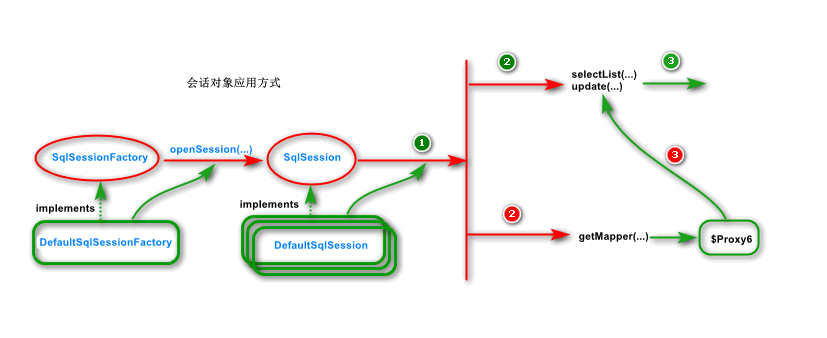 会话对象应用方式
2
3
selectList(...)
update(...)
1
openSession(...)
SqlSessionFactory
SqlSession
3
implements
implements
2
DefaultSqlSessionFactory
DefaultSqlSession
getMapper(...)
$Proxy6